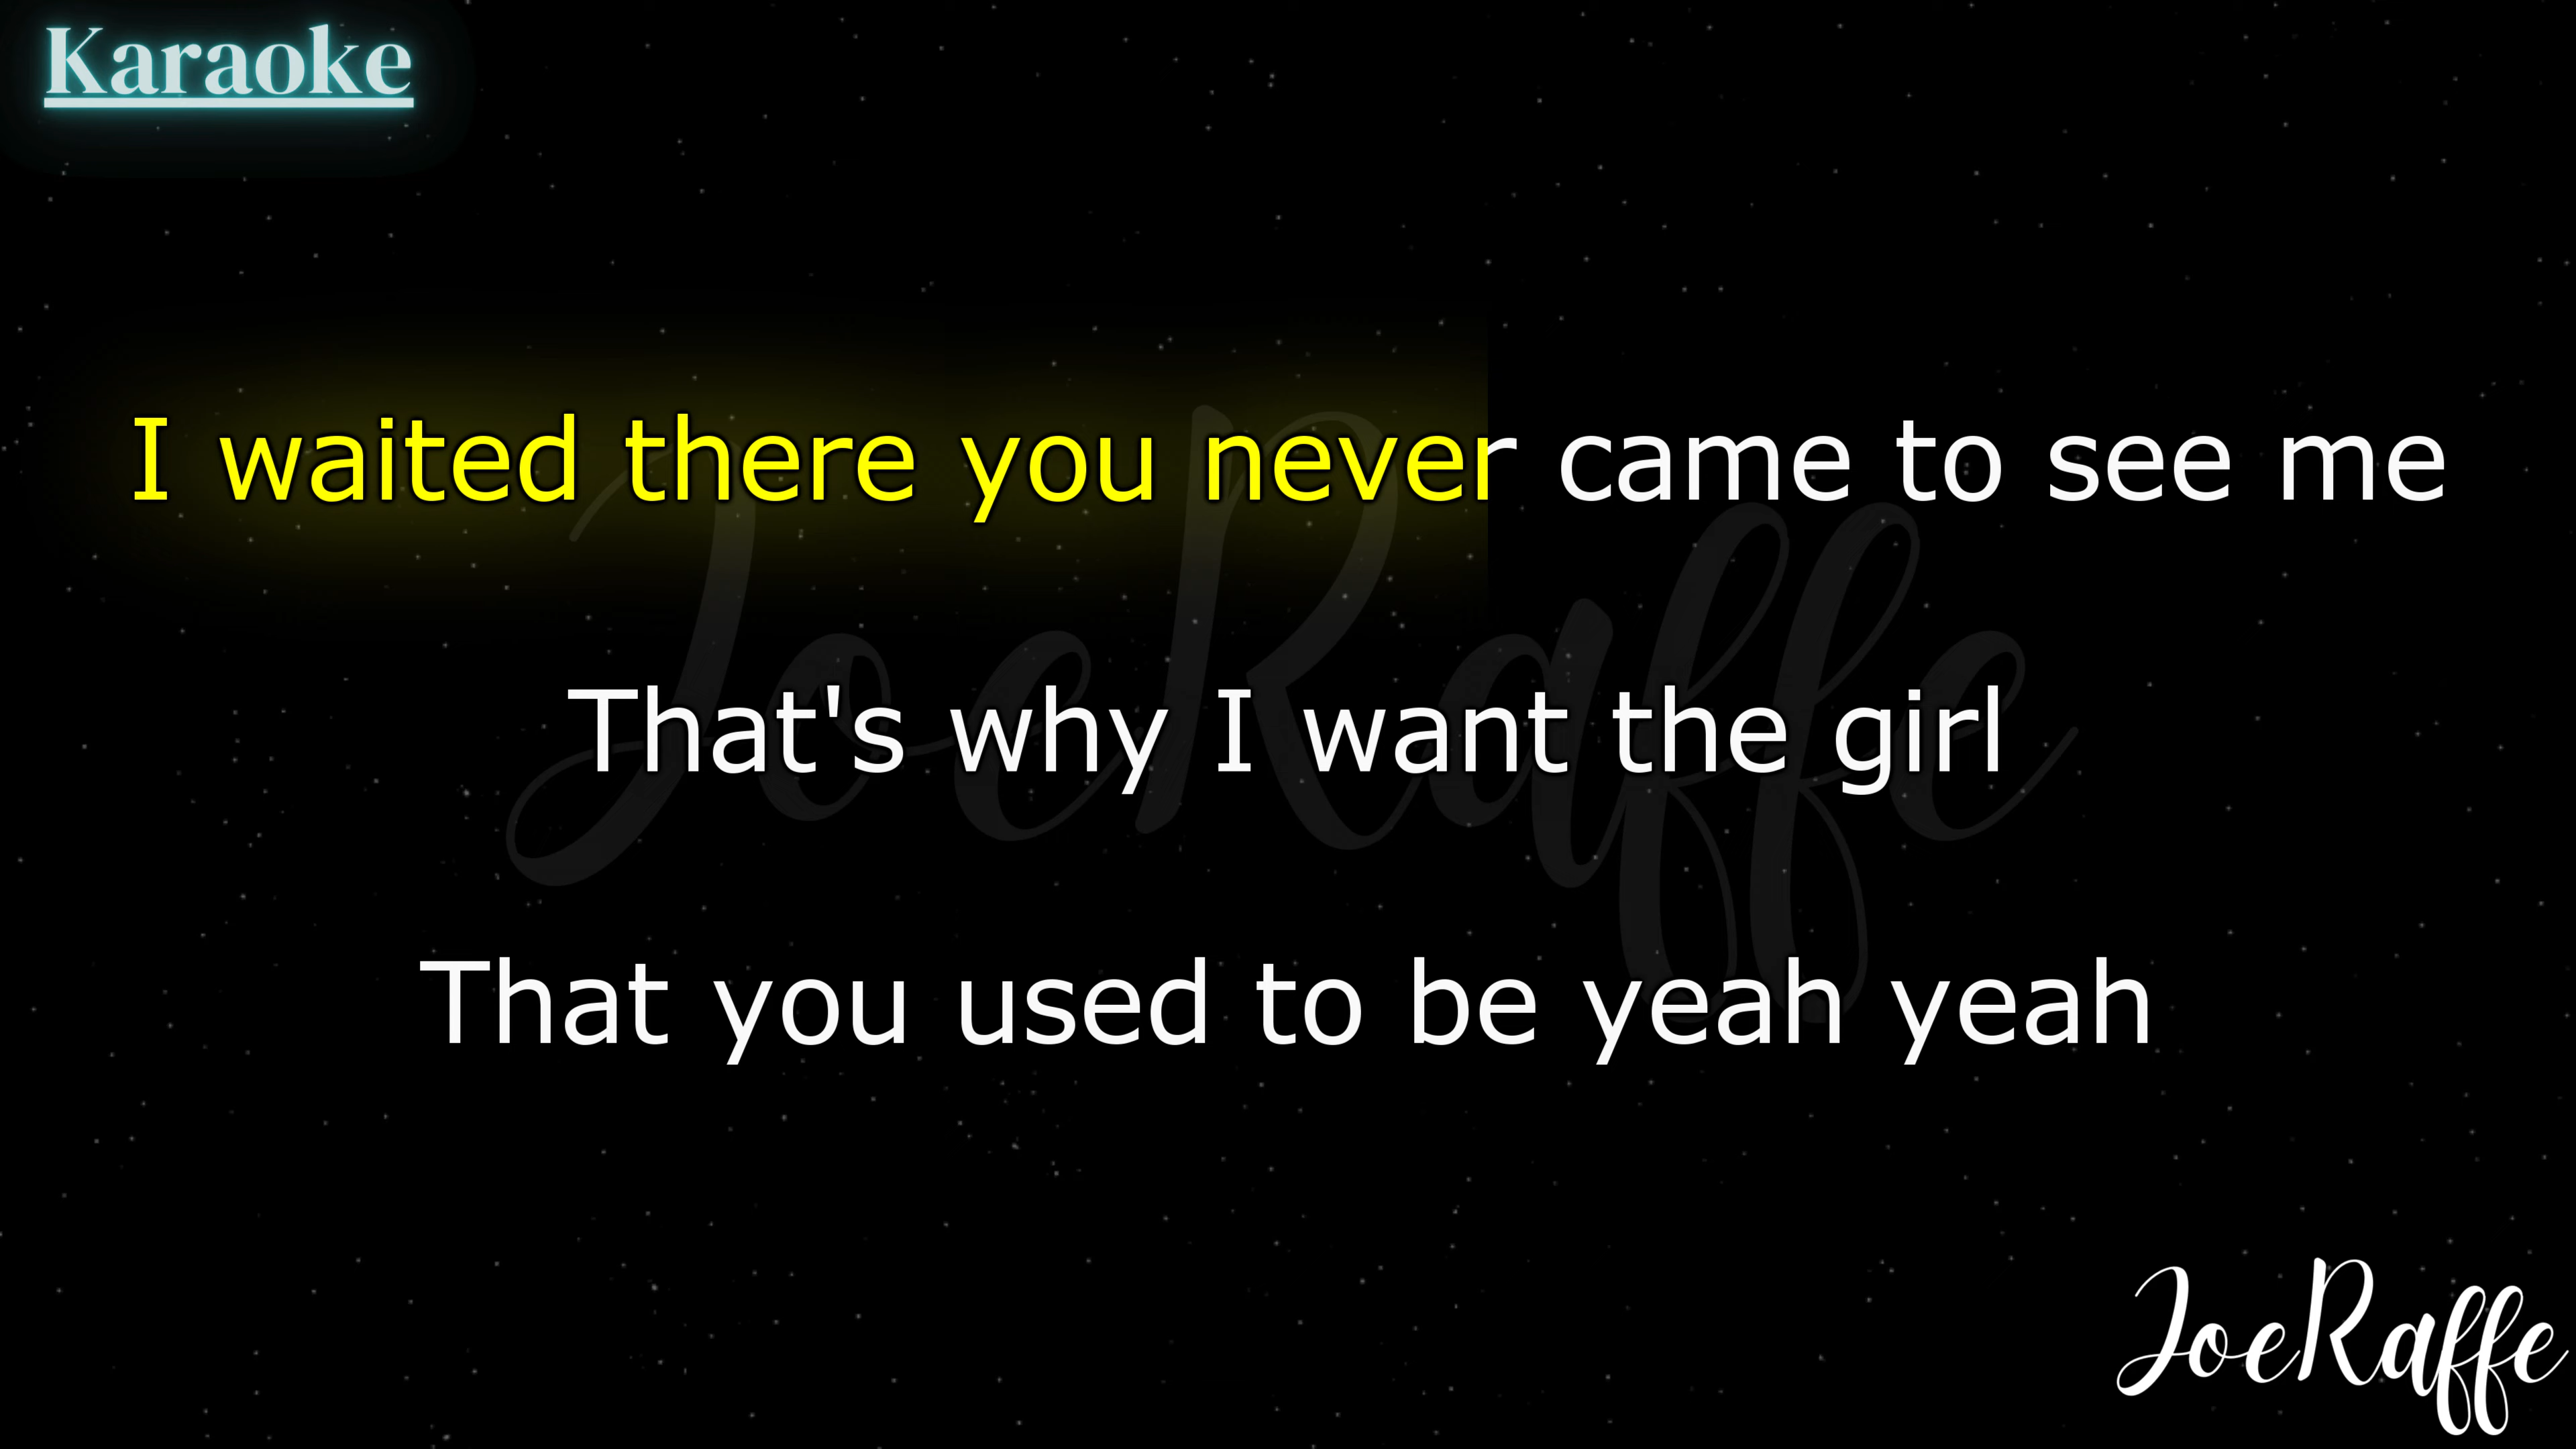 Karaoke
I waited there you never came to see me
That's why I want the girl
That you used to be yeah yeah
JoeRaffe
JoeRaffe